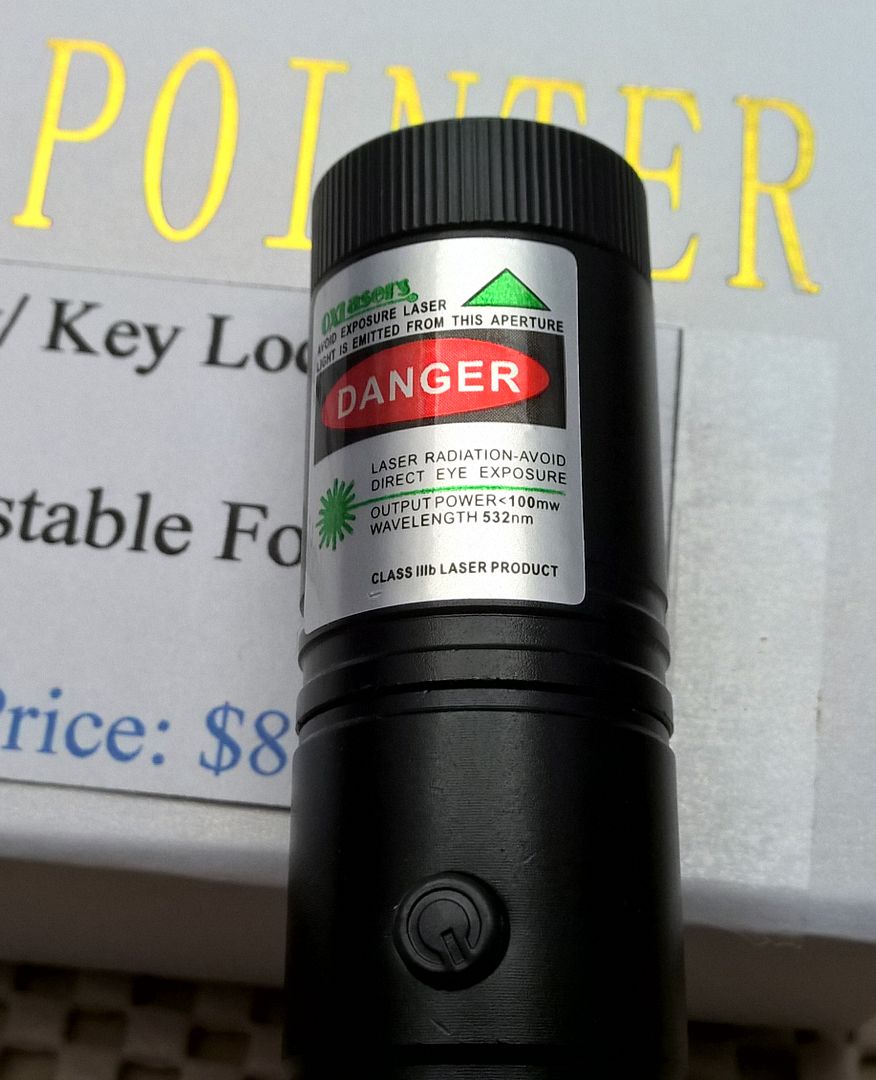 POINTER
/ Key Loc
stable Fo
Price: $8
OXLasers
AVOID EXPOSURE LASER
LIGHT IS EMITTED FROM THIS APERTURE
DANGER
LASER RADIATION-AVOID
DIRECT EYE EXPOSURE
OUTPUT POWER<100mw
WAVELENGTH 532nm
CLASS IIIb LASER PRODUCT